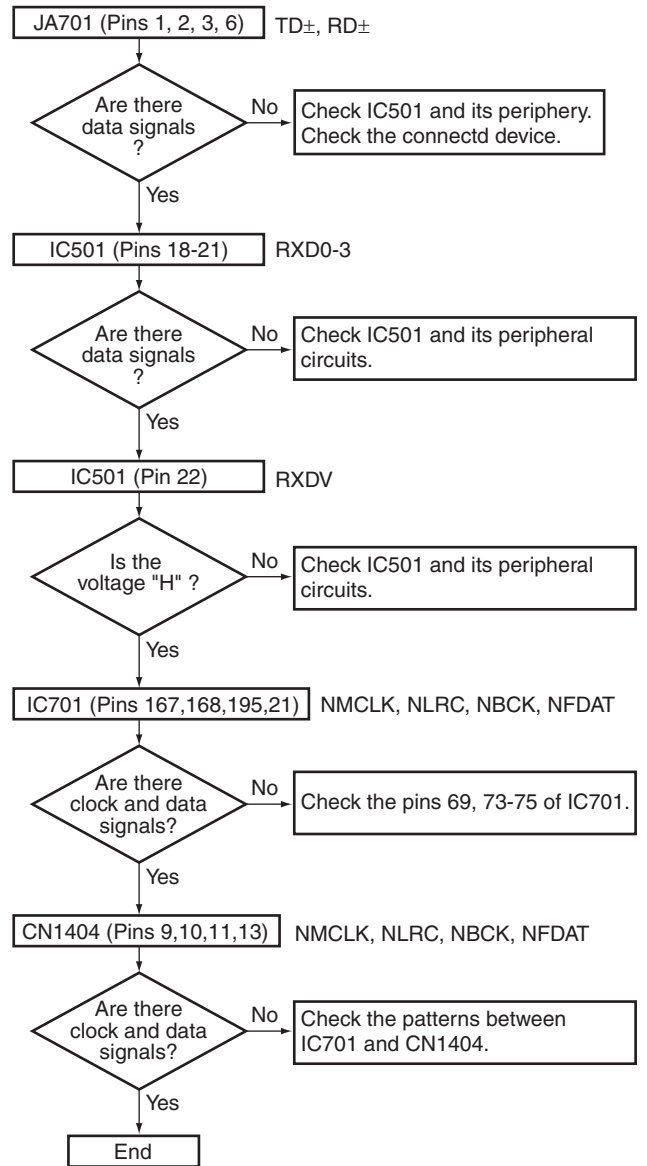 JA701 (Pins 1, 2, 3, 6) TD±, RD±
Are there
data signals
?
No
Check IC501 and its periphery.
Check the connectd device.
Yes
IC501 (Pins 18-21) RXD0-3
Are there
data signals
?
No
Check IC501 and its peripheral
circuits.
Yes
IC501 (Pin 22) RXDV
Is the
voltage "H" ?
No
Check IC501 and its peripheral
circuits.
Yes
IC701 (Pins 167,168,195,21) NMCLK, NLRC, NBCK, NFDAT
Are there
clock and data
signals?
No
Check the pins 69, 73-75 of IC701.
Yes
CN1404 (Pins 9,10,11,13) NMCLK, NLRC, NBCK, NFDAT
Are there
clock and data
signals?
No
Check the patterns between
IC701 and CN1404.
Yes
End